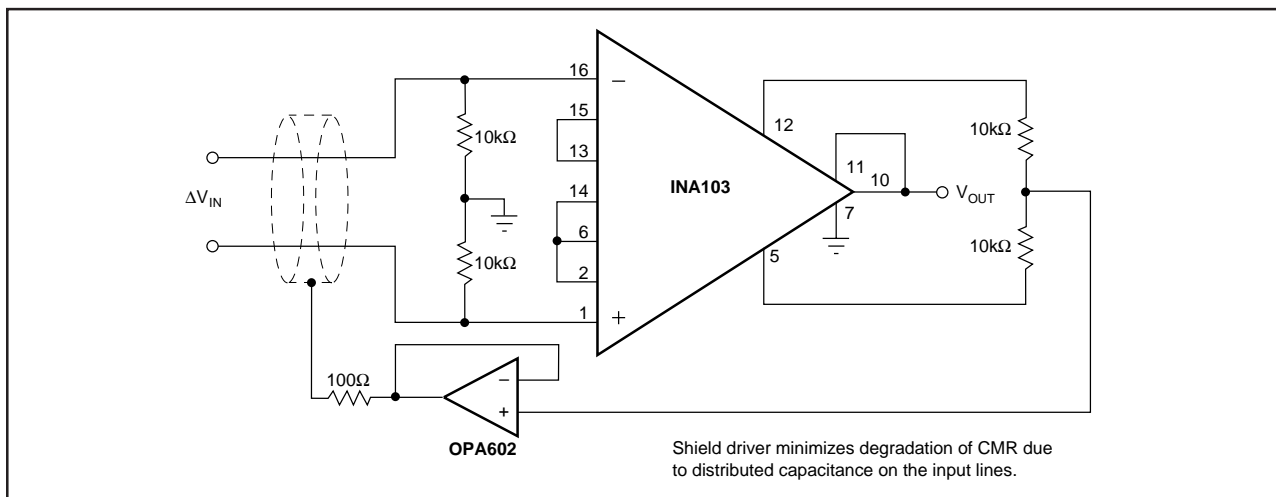 16
−
15
10kΩ
12
10kΩ
13
11
INA103
10
ΔV_IN
14
V_OUT
7
6
10kΩ
10kΩ
5
2
1
+
100Ω
−
+
OPA602
Shield driver minimizes degradation of CMR due
to distributed capacitance on the input lines.